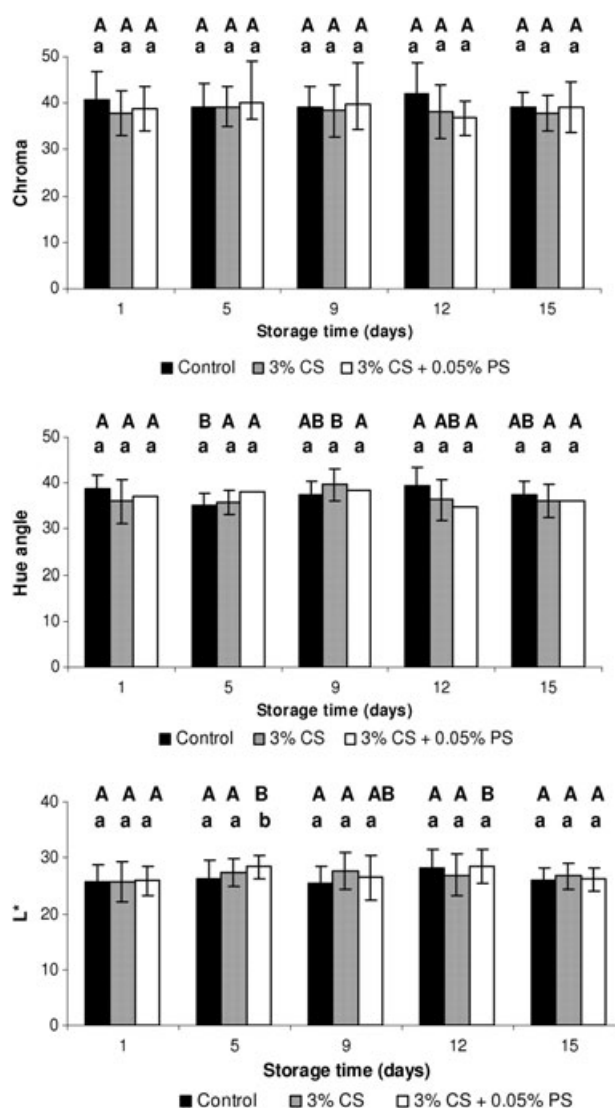 A A A A A A A A A A A A A A A
a a a a a a a a a a a a a a a
50
40
30
20
10
0
Chroma
1 5 9 12 15
Storage time (days)
Control 3% CS 3% CS + 0.05% PS
A A A B A A AB B A A AB A AB A A
a a a a a a a a a a a a a a a
50
40
30
20
10
0
Hue angle
1 5 9 12 15
Storage time (days)
Control 3% CS 3% CS + 0.05% PS
A A A A A B A A AB A A B A A A
a a a a a b a a a a a a a a a
40
30
20
10
0
L*
1 5 9 12 15
Storage time (days)
Control 3% CS 3% CS + 0.05% PS